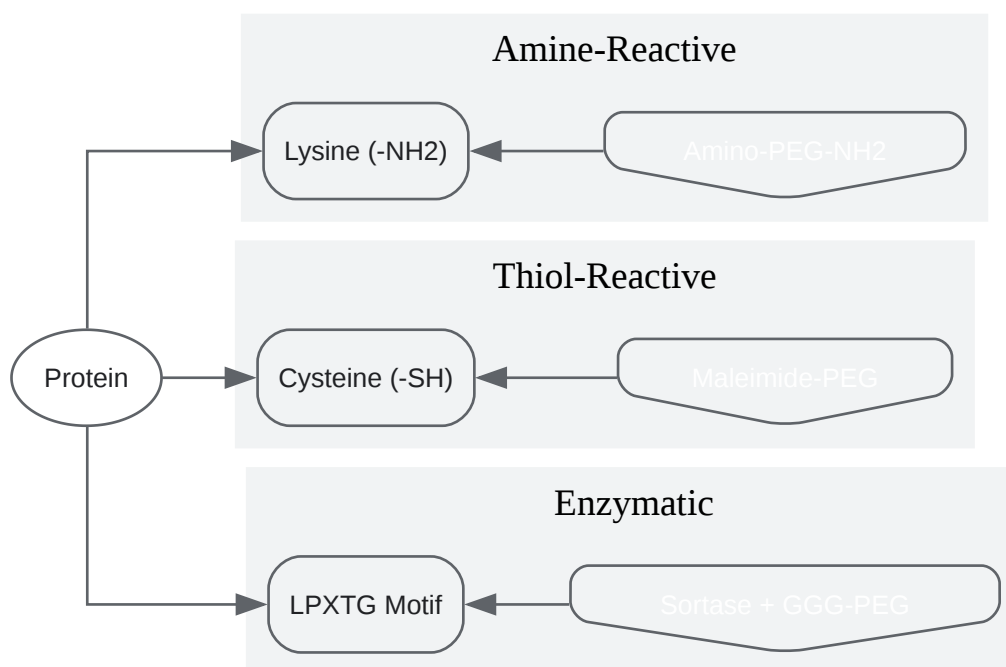 Amine-Reactive
Lysine (-NH2)
Amino-PEG-NH2
Thiol-Reactive
Protein
Cysteine (-SH)
Maleimide-PEG
Enzymatic
LPXTG Motif
Sortase + GGG-PEG